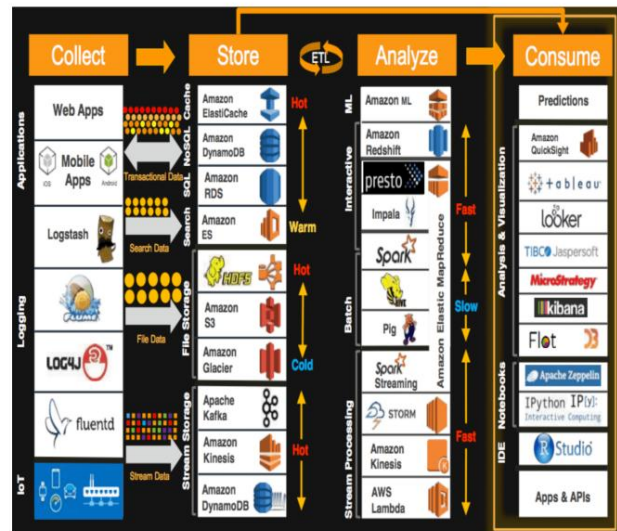 Collect
Store
ETL
Analyze
Consume
Applications
Logging
IoT
Web Apps
Mobile
Apps
iOS
Android
Logstash
FLUME
LOG4J™
fluentd
Transactional Data
Search Data
File Data
Stream Data
Cache
NoSQL
SQL
Search
File Storage
Stream Storage
Amazon
ElastiCache
Amazon
DynamoDB
Amazon
RDS
Amazon
ES
HDFS
Amazon
S3
Amazon
Glacier
Apache
Kafka
Amazon
Kinesis
Amazon
DynamoDB
Hot
Warm
Hot
Cold
Hot
ML
Interactive
Batch
Stream Processing
Amazon ML
Amazon
Redshift
presto
Impala
Spark
HIVE
Pig
Amazon Elastic MapReduce
Spark
Streaming
STORM
Amazon
Kinesis
AWS
Lambda
Fast
Slow
Fast
Analysis & Visualization
Notebooks
IDE
Predictions
Amazon
QuickSight
+ableau
looker
TIBCO Jaspersoft
MicroStrategy
kibana
Flot
Apache Zeppelin
IPython IP[y]:
Interactive Computing
R Studio
Apps & APIs